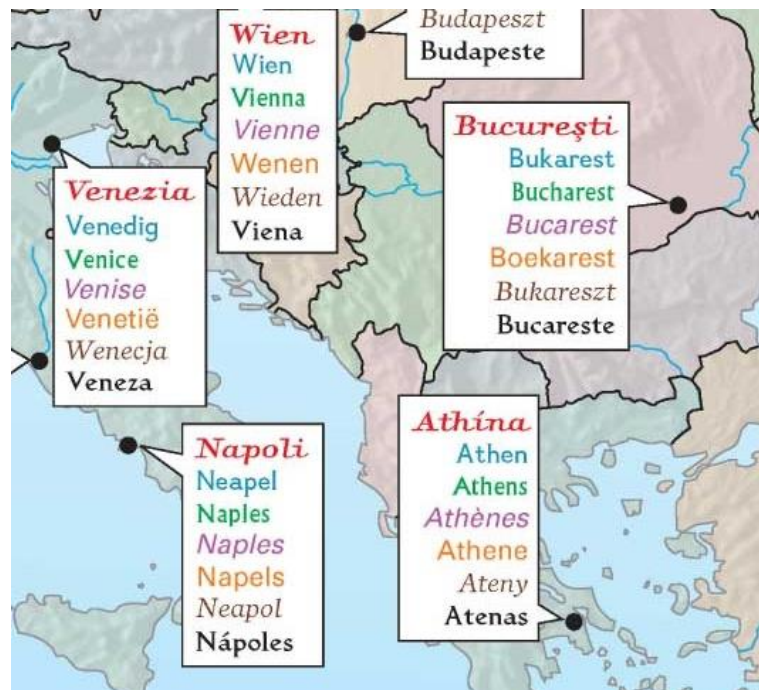 Wien
Wien
Vienna
Vienne
Wenen
Wieden
Viena
Budapeszt
Budapeste
Bucureşti
Bukarest
Bucharest
Bucarest
Boekarest
Bukareszt
Bucareste
Venezia
Venedig
Venice
Venise
Venetië
Wenecja
Veneza
Napoli
Neapel
Naples
Naples
Napels
Neapol
Nápoles
Athína
Athen
Athens
Athènes
Athene
Ateny
Atenas